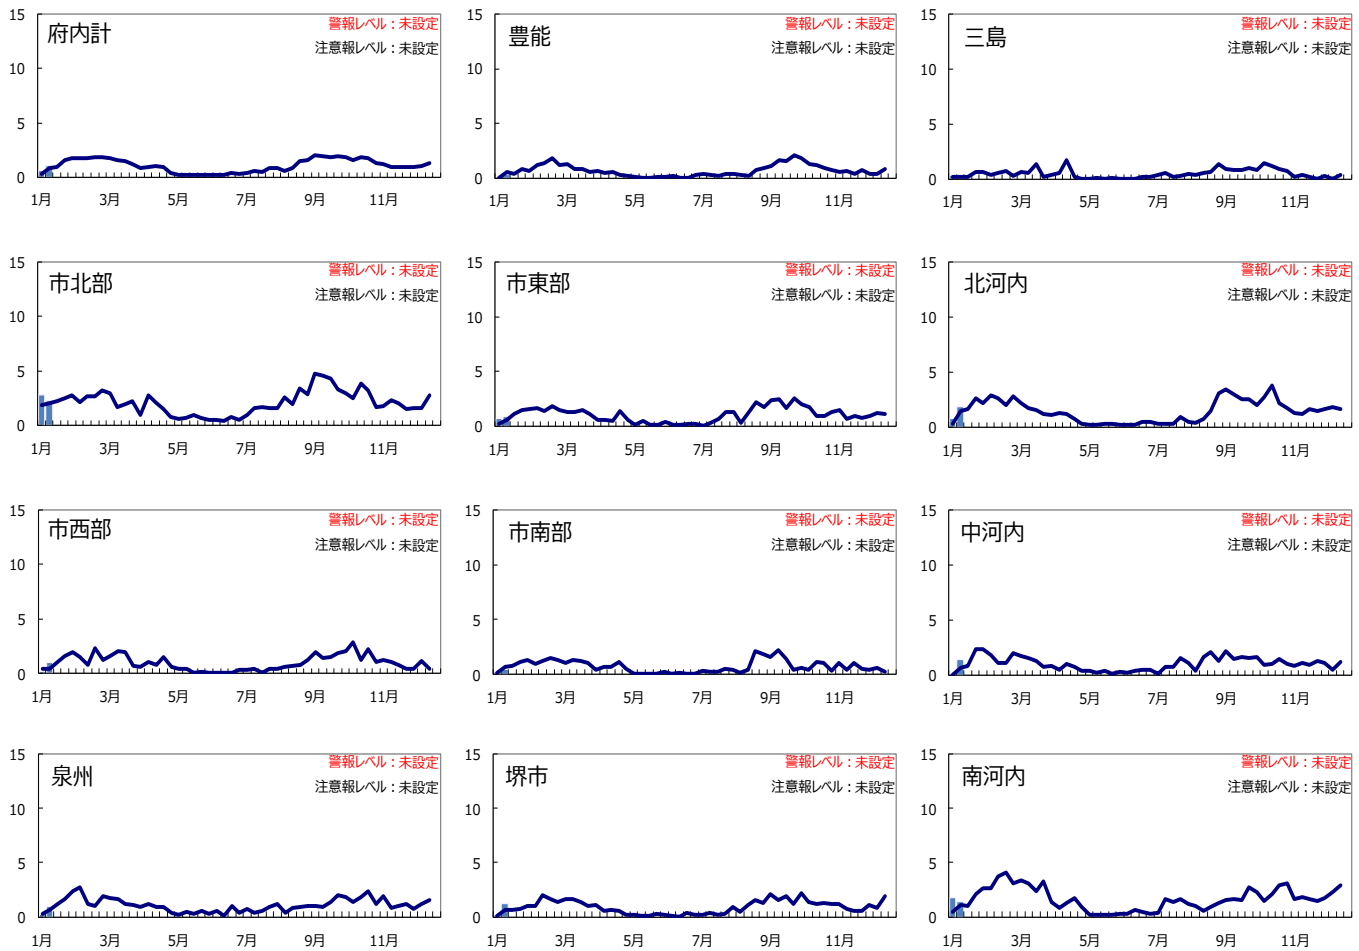 府内計
警報レベル：未設定
注意報レベル：未設定
15
10
5
0
1月 3月 5月 7月 9月 11月
豊能
警報レベル：未設定
注意報レベル：未設定
15
10
5
0
1月 3月 5月 7月 9月 11月
三島
警報レベル：未設定
注意報レベル：未設定
15
10
5
0
1月 3月 5月 7月 9月 11月
市北部
警報レベル：未設定
注意報レベル：未設定
15
10
5
0
1月 3月 5月 7月 9月 11月
市東部
警報レベル：未設定
注意報レベル：未設定
15
10
5
0
1月 3月 5月 7月 9月 11月
北河内
警報レベル：未設定
注意報レベル：未設定
15
10
5
0
1月 3月 5月 7月 9月 11月
市西部
警報レベル：未設定
注意報レベル：未設定
15
10
5
0
1月 3月 5月 7月 9月 11月
市南部
警報レベル：未設定
注意報レベル：未設定
15
10
5
0
1月 3月 5月 7月 9月 11月
中河内
警報レベル：未設定
注意報レベル：未設定
15
10
5
0
1月 3月 5月 7月 9月 11月
泉州
警報レベル：未設定
注意報レベル：未設定
15
10
5
0
1月 3月 5月 7月 9月 11月
堺市
警報レベル：未設定
注意報レベル：未設定
15
10
5
0
1月 3月 5月 7月 9月 11月
南河内
警報レベル：未設定
注意報レベル：未設定
15
10
5
0
1月 3月 5月 7月 9月 11月